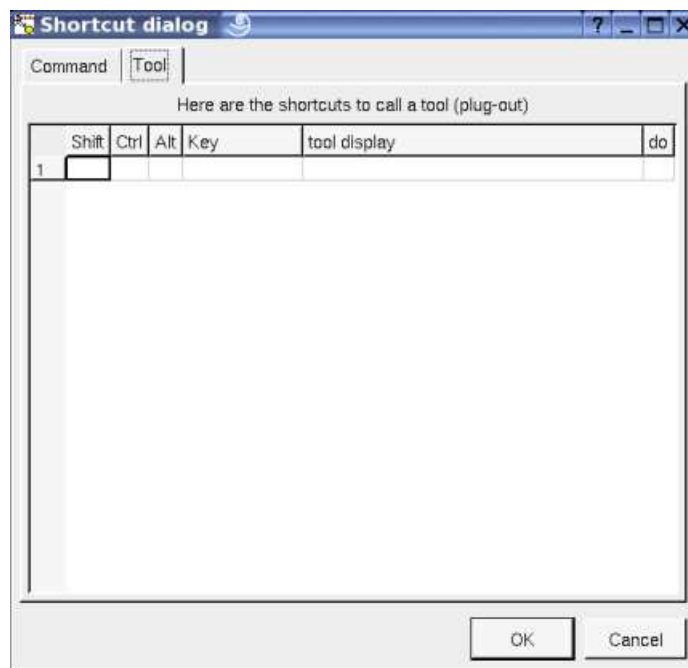 Shortcut dialog ?
Command Tool
Here are the shortcuts to call a tool (plug-out)
Shift Ctrl Alt Key tool display do
1
OK Cancel